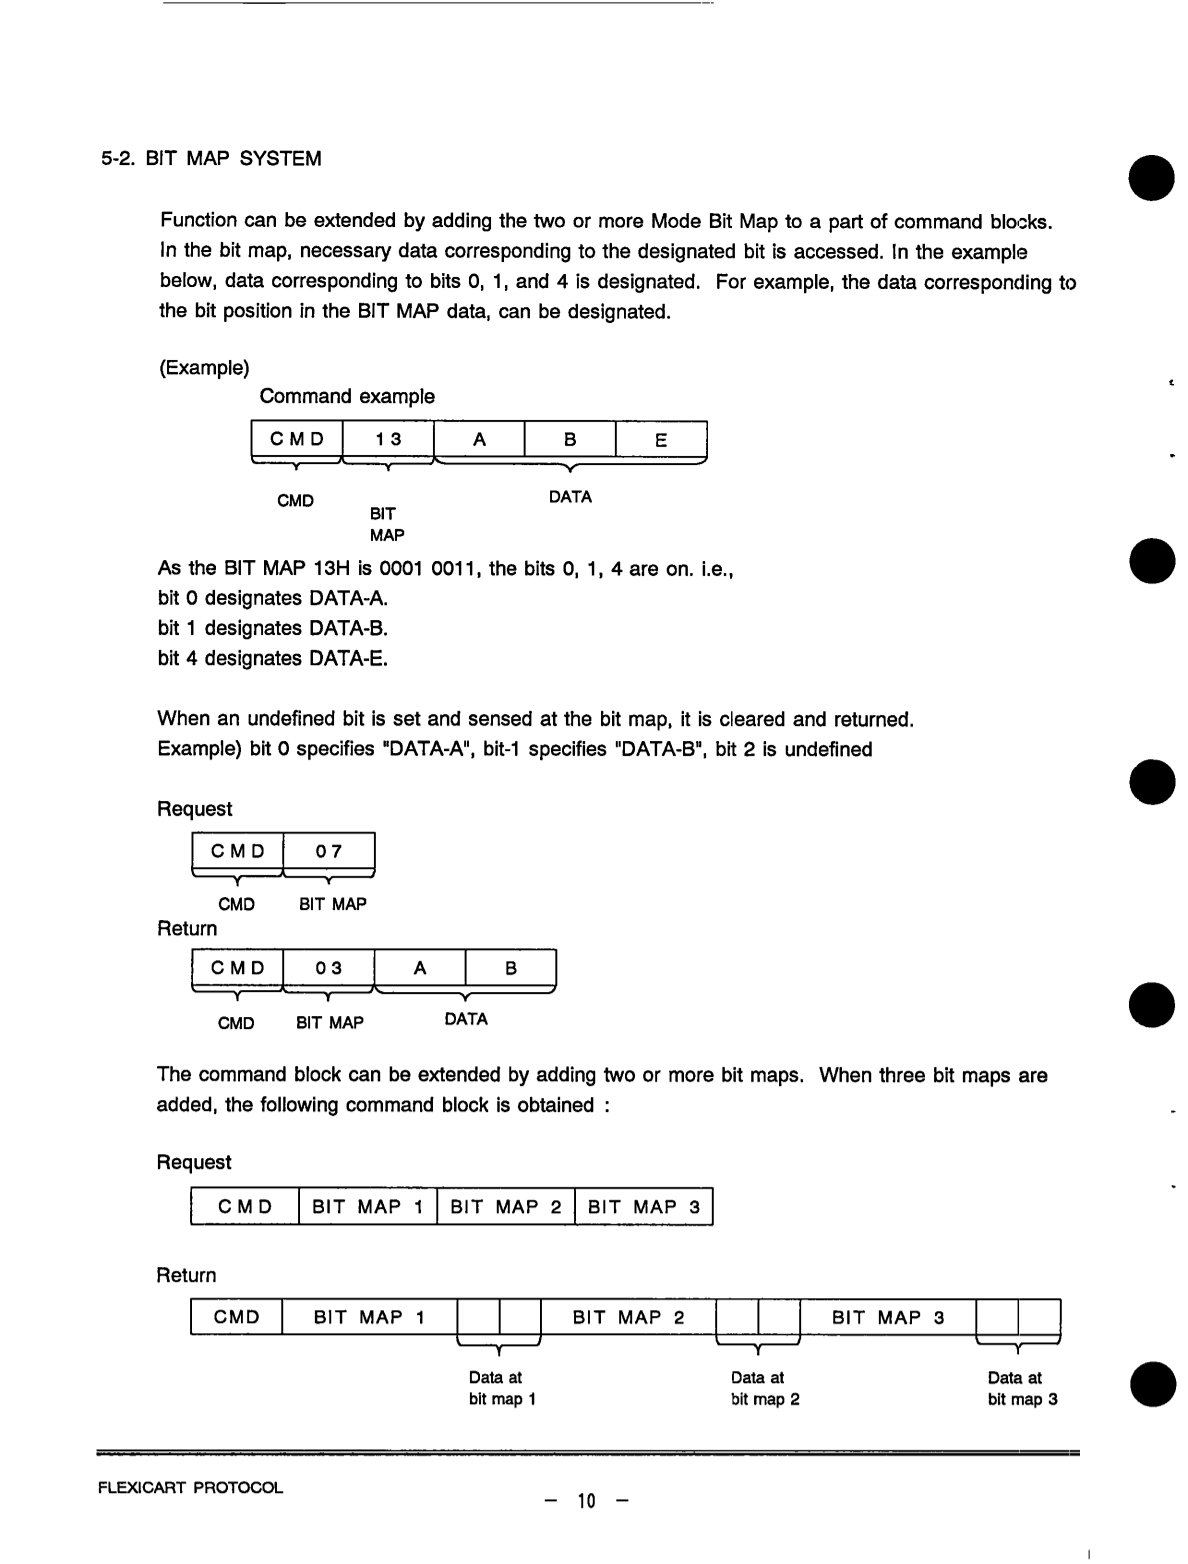 5-2. BIT MAP SYSTEM
Function can be extended by adding the two or more Mode Bit Map to a part of command blocks.
In the bit map, necessary data corresponding to the designated bit is accessed. In the example
below, data corresponding to bits 0, 1, and 4 is designated. For example, the data corresponding to
the bit position in the BIT MAP data, can be designated.
(Example)
Command example
CMD 13 A B E
CMD BIT MAP DATA
As the BIT MAP 13H is 0001 0011, the bits 0, 1, 4 are on. i.e.,
bit 0 designates DATA-A.
bit 1 designates DATA-B.
bit 4 designates DATA-E.
When an undefined bit is set and sensed at the bit map, it is cleared and returned.
Example) bit 0 specifies "DATA-A", bit-1 specifies "DATA-B", bit 2 is undefined
Request
CMD 07
CMD BIT MAP
Return
CMD 03 A B
CMD BIT MAP DATA
The command block can be extended by adding two or more bit maps. When three bit maps are
added, the following command block is obtained :
Request
CMD BIT MAP 1 BIT MAP 2 BIT MAP 3
Return
CMD BIT MAP 1 BIT MAP 2 BIT MAP 3
Data at Data at Data at
bit map 1 bit map 2 bit map 3
FLEXICART PROTOCOL
– 10 –